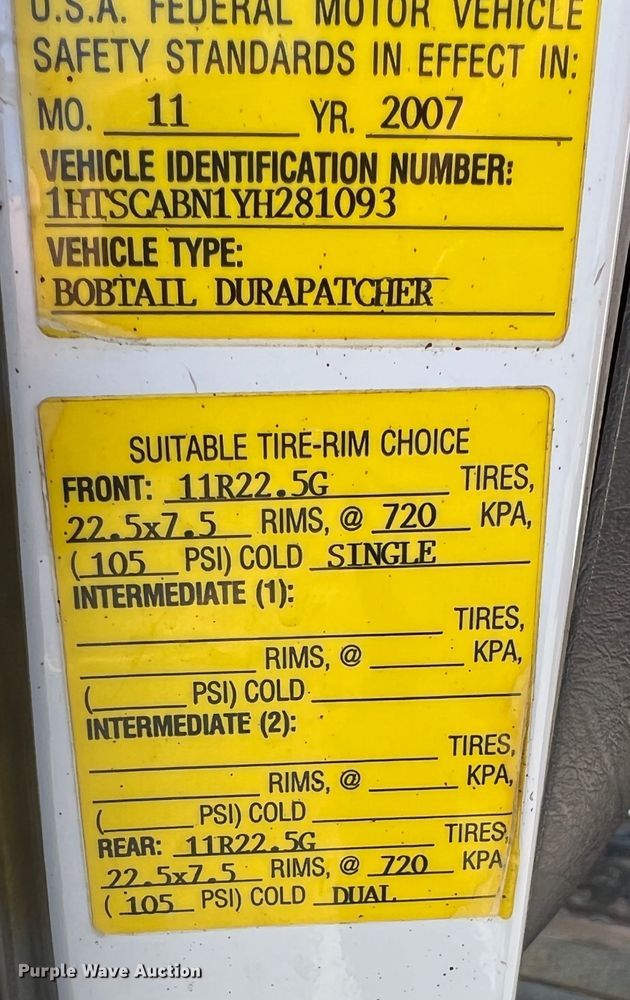 U.S.A. FEDERAL MOTOR VEHICLE
SAFETY STANDARDS IN EFFECT IN:
MO. 11 YR. 2007
VEHICLE IDENTIFICATION NUMBER:
1HTSCABN1YH281093
VEHICLE TYPE:
BOBTAIL DURAPATCHER
SUITABLE TIRE-RIM CHOICE
FRONT: 11R22.5G TIRES,
22.5x7.5 RIMS, @ 720 KPA,
(105 PSI) COLD SINGLE
INTERMEDIATE (1):
TIRES,
RIMS, @ KPA,
( PSI) COLD
INTERMEDIATE (2):
TIRES,
RIMS, @ KPA,
( PSI) COLD
REAR: 11R22.5G TIRES,
22.5x7.5 RIMS, @ 720 KPA
(105 PSI) COLD DUAL
Purple Wave Auction